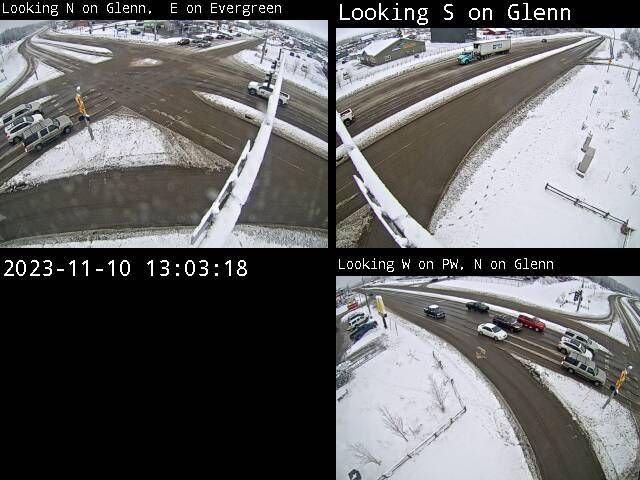 Looking N on Glenn,  E on Evergreen
Looking S on Glenn
2023-11-10 13:03:18
Looking W on PW, N on Glenn